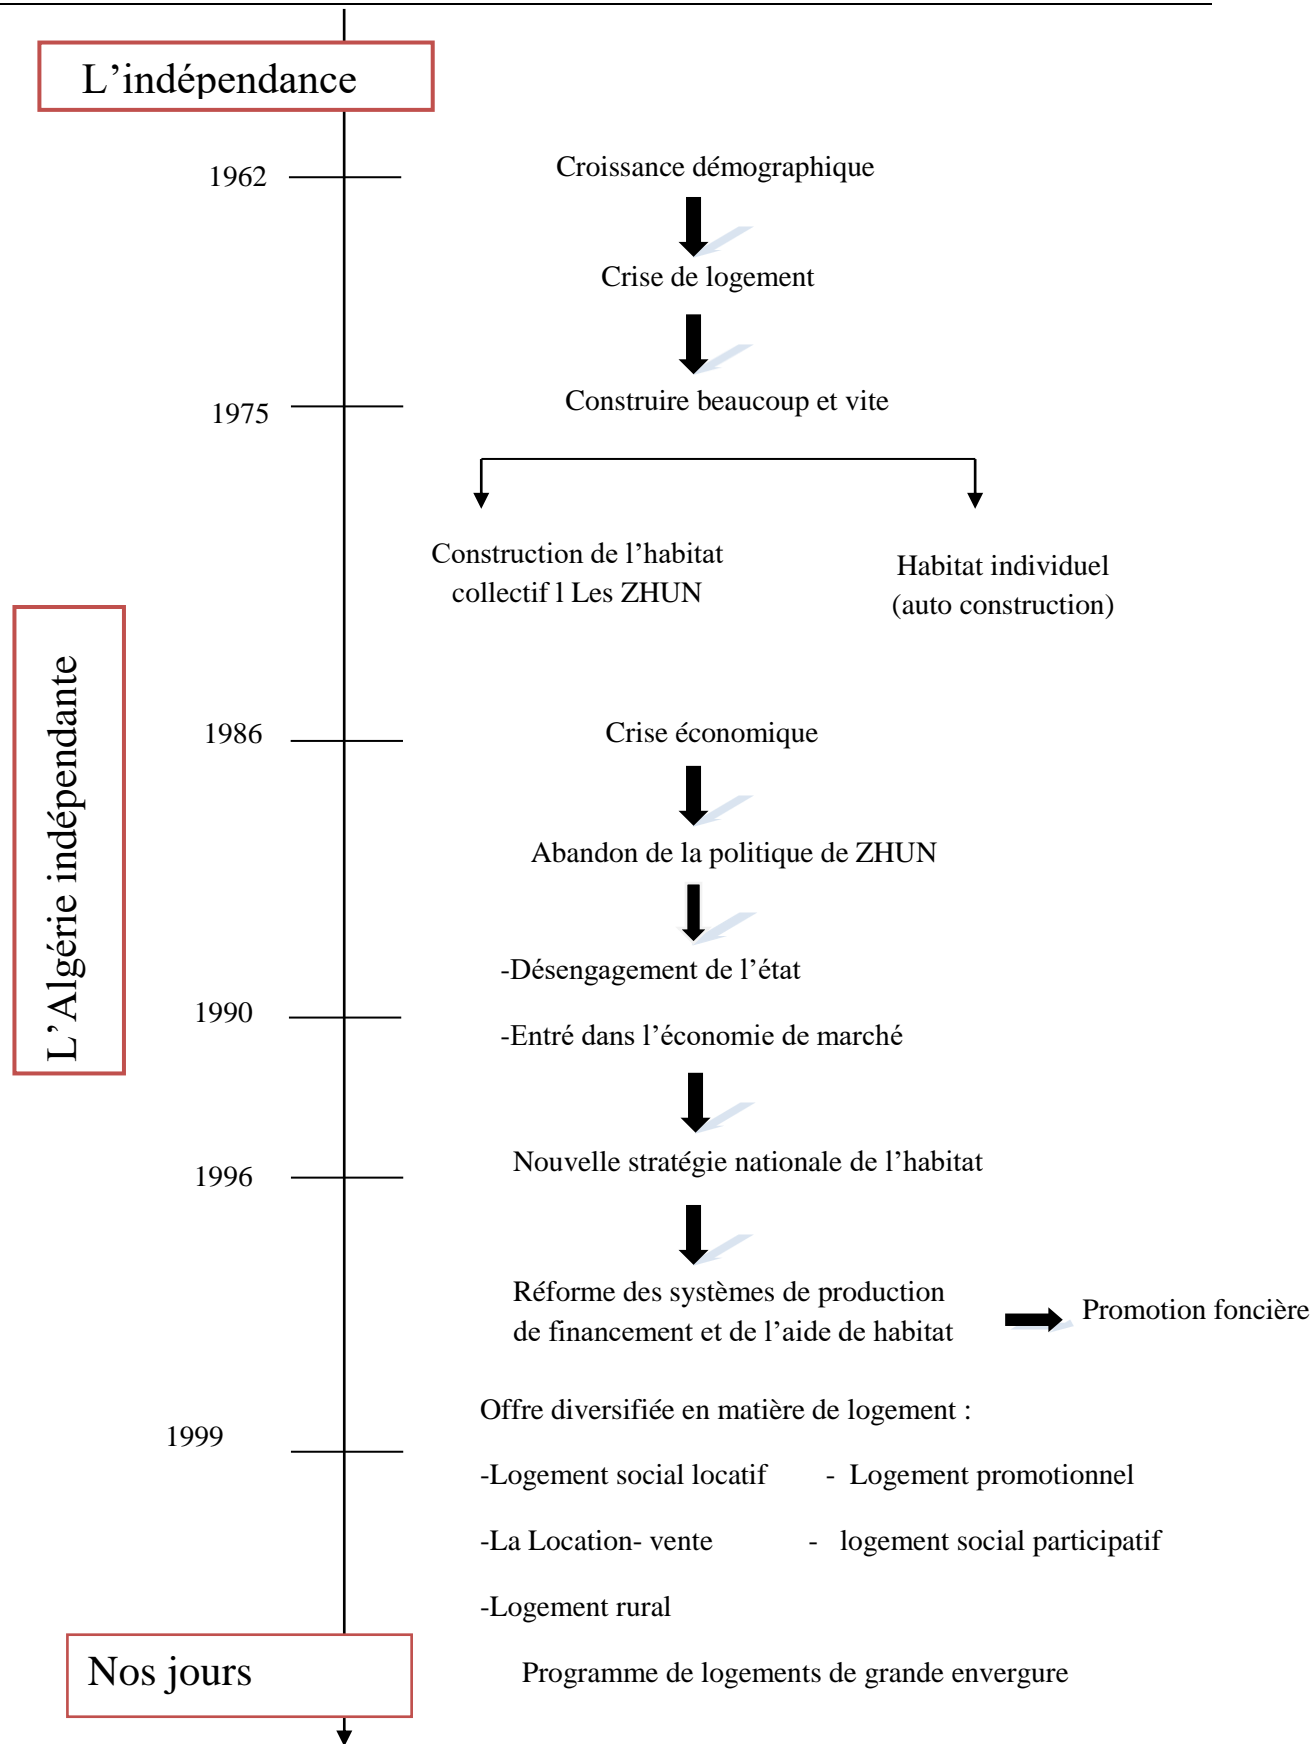 L’indépendance
1962
Croissance démographique
Crise de logement
1975
Construire beaucoup et vite
Construction de l’habitat
collectif l Les ZHUN
Habitat individuel
(auto construction)
L’Algérie indépendante
1986
Crise économique
Abandon de la politique de ZHUN
-Désengagement de l’état
1990
-Entré dans l’économie de marché
1996
Nouvelle stratégie nationale de l’habitat
Réforme des systèmes de production
de financement et de l’aide de habitat
Promotion foncière
Offre diversifiée en matière de logement :
1999
-Logement social locatif - Logement promotionnel
-La Location- vente - logement social participatif
-Logement rural
Nos jours
Programme de logements de grande envergure